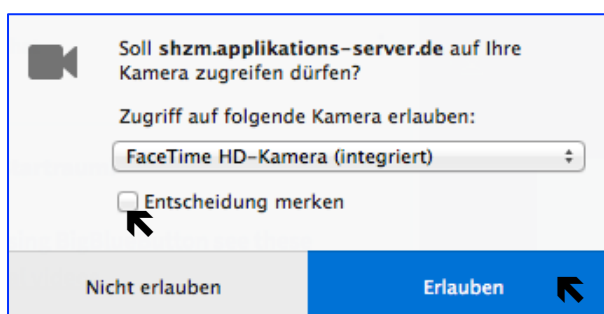 Soll shzm.applikations-server.de auf Ihre
Kamera zugreifen dürfen?
Zugriff auf folgende Kamera erlauben:
FaceTime HD-Kamera (integriert)
Entscheidung merken
Nicht erlauben
Erlauben